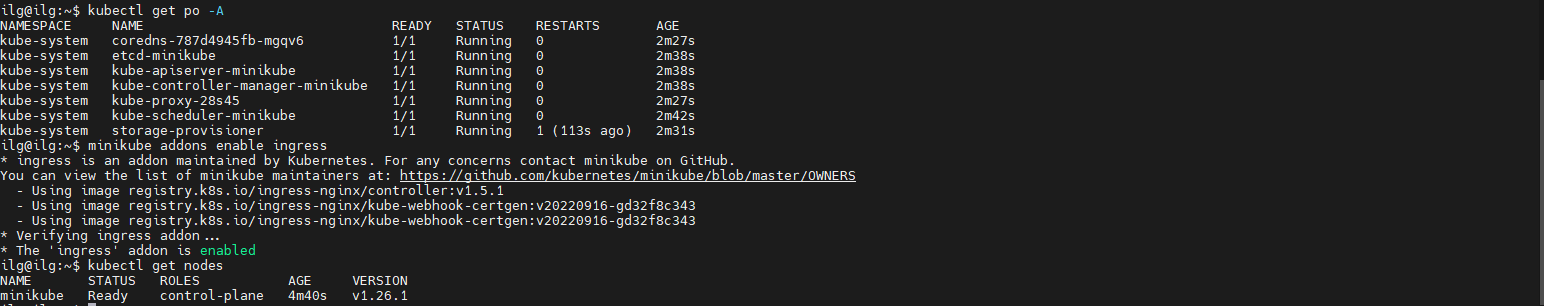 ilg@ilg:~$ kubectl get po -A
NAMESPACE NAME READY STATUS RESTARTS AGE
kube-system coredns-787d4945fb-mgqv6 1/1 Running 0 2m27s
kube-system etcd-minikube 1/1 Running 0 2m38s
kube-system kube-apiserver-minikube 1/1 Running 0 2m38s
kube-system kube-controller-manager-minikube 1/1 Running 0 2m38s
kube-system kube-proxy-28s45 1/1 Running 0 2m27s
kube-system kube-scheduler-minikube 1/1 Running 0 2m42s
kube-system storage-provisioner 1/1 Running 1 (113s ago) 2m31s
ilg@ilg:~$ minikube addons enable ingress
* ingress is an addon maintained by Kubernetes. For any concerns contact minikube on GitHub.
You can view the list of minikube maintainers at: https://github.com/kubernetes/minikube/blob/master/OWNERS
- Using image registry.k8s.io/ingress-nginx/controller:v1.5.1
- Using image registry.k8s.io/ingress-nginx/kube-webhook-certgen:v20220916-gd32f8c343
- Using image registry.k8s.io/ingress-nginx/kube-webhook-certgen:v20220916-gd32f8c343
* Verifying ingress addon...
* The 'ingress' addon is enabled
ilg@ilg:~$ kubectl get nodes
NAME STATUS ROLES AGE VERSION
minikube Ready control-plane 4m40s v1.26.1